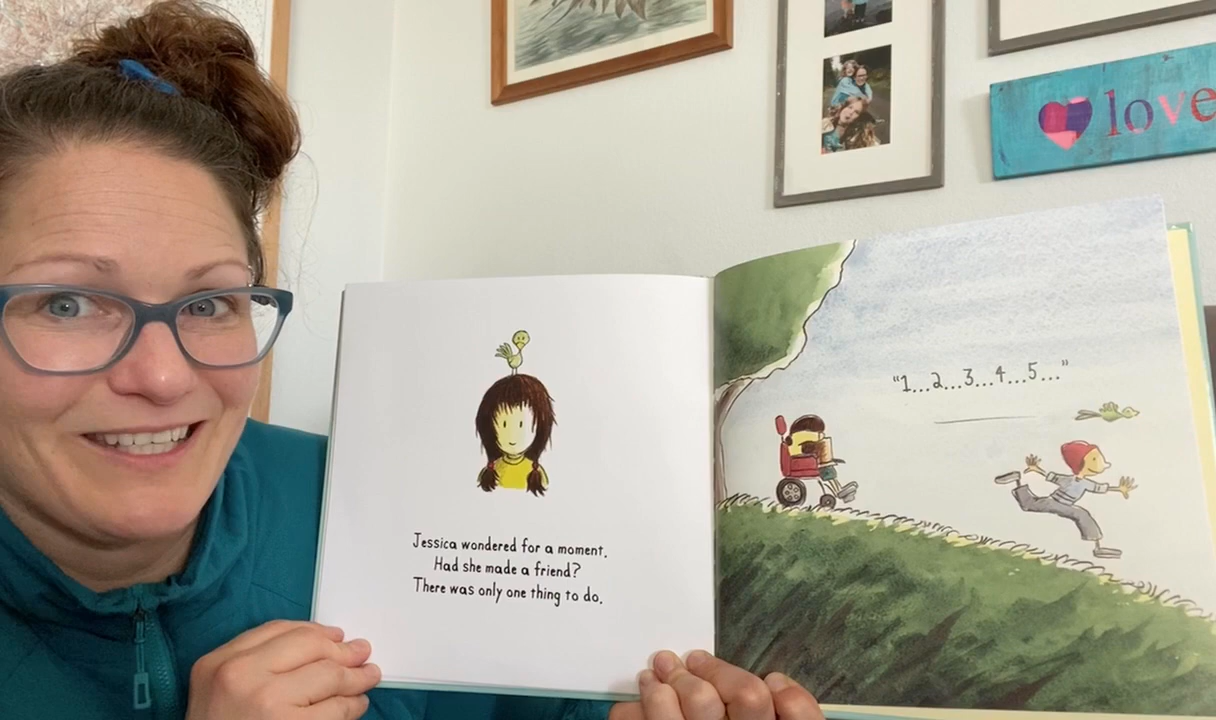 love
"1...2...3...4...5..."
Jessica wondered for a moment.
Had she made a friend?
There was only one thing to do.